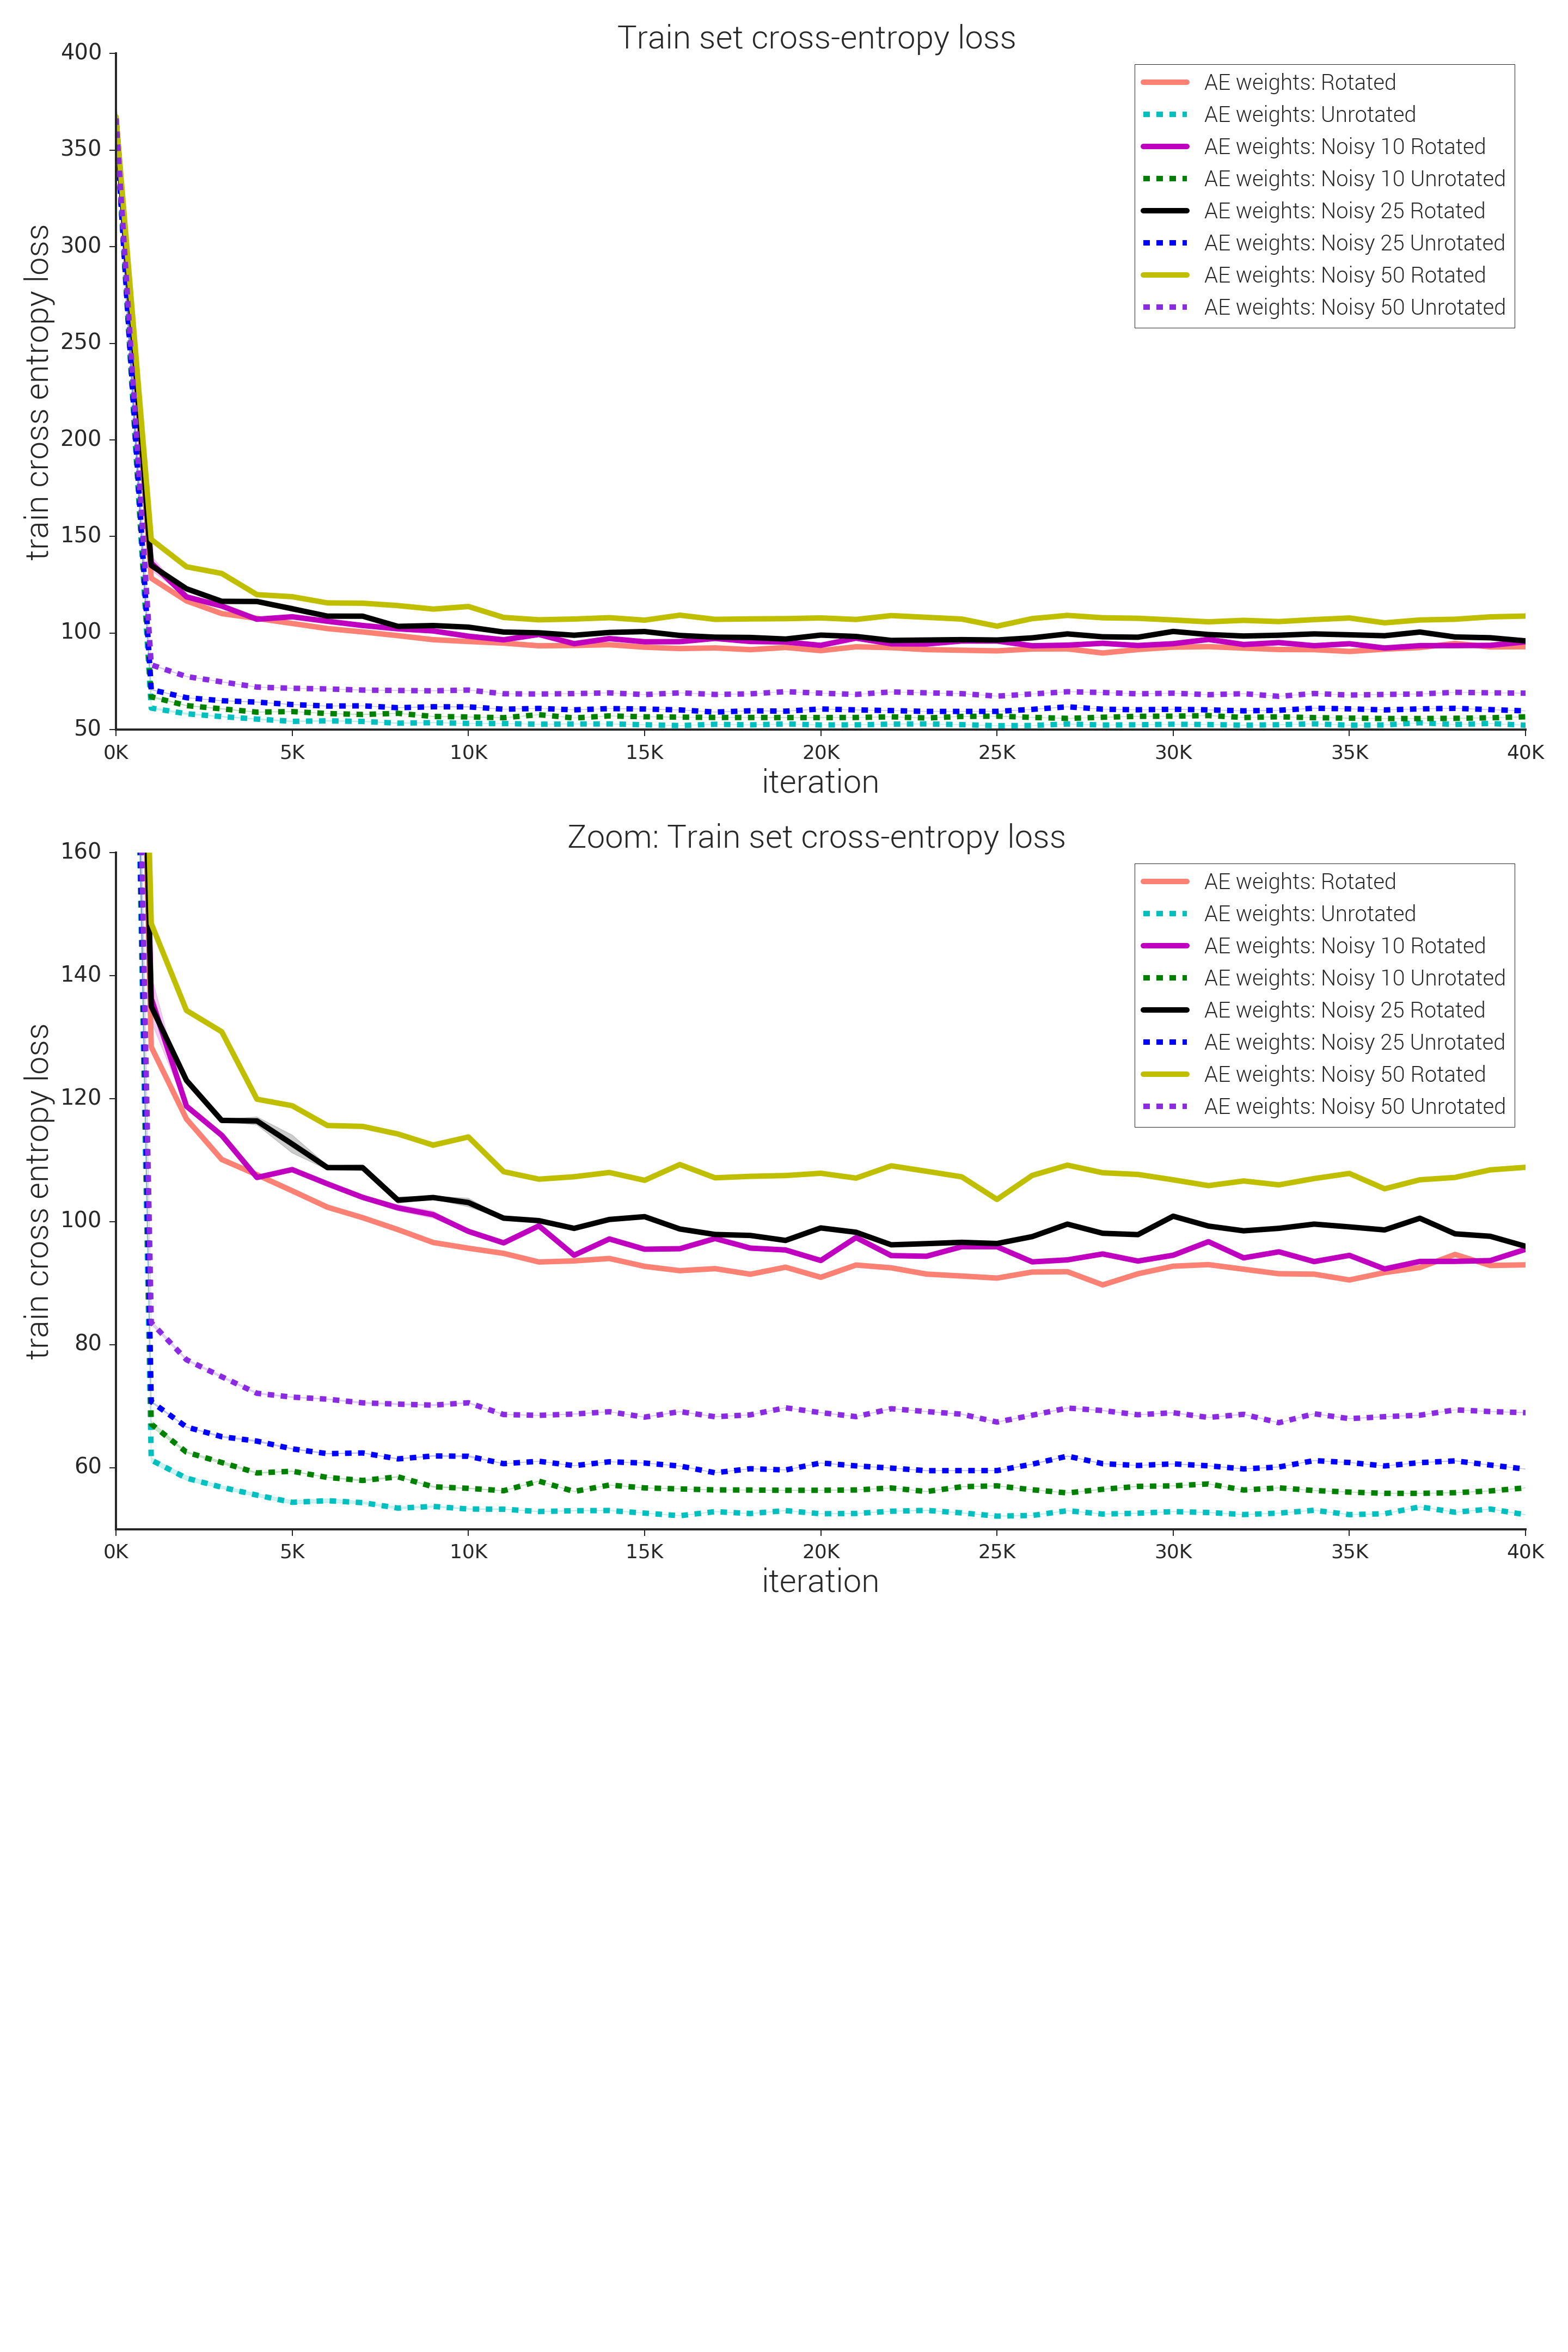 Train set cross-entropy loss
400
350
300
250
200
150
100
50
train cross entropy loss
AE weights: Rotated
AE weights: Unrotated
AE weights: Noisy 10 Rotated
AE weights: Noisy 10 Unrotated
AE weights: Noisy 25 Rotated
AE weights: Noisy 25 Unrotated
AE weights: Noisy 50 Rotated
AE weights: Noisy 50 Unrotated
0K 5K 10K 15K 20K 25K 30K 35K 40K
iteration
Zoom: Train set cross-entropy loss
160
140
120
100
80
60
train cross entropy loss
AE weights: Rotated
AE weights: Unrotated
AE weights: Noisy 10 Rotated
AE weights: Noisy 10 Unrotated
AE weights: Noisy 25 Rotated
AE weights: Noisy 25 Unrotated
AE weights: Noisy 50 Rotated
AE weights: Noisy 50 Unrotated
0K 5K 10K 15K 20K 25K 30K 35K 40K
iteration